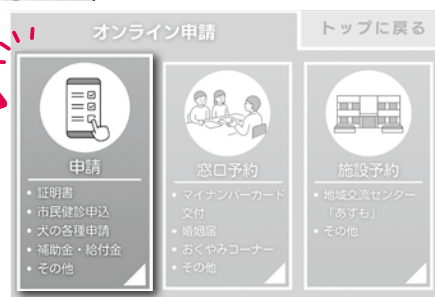 オンライン申請
トップに戻る
申請
• 証明書
• 市民健診申込
• 犬の各種申請
• 補助金・給付金
• その他
窓口予約
• マイナンバーカード
交付
• 婚姻届
• おくやみコーナー
• その他
施設予約
• 地域交流センター
「あすも」
• その他